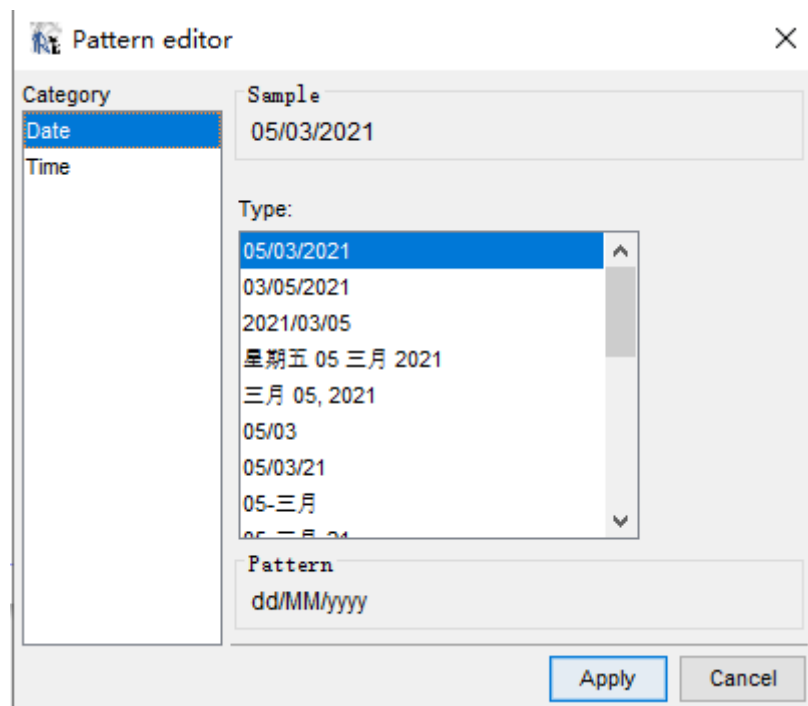 Pattern editor
Category
Date
Time
Sample
05/03/2021
Type:
05/03/2021
03/05/2021
2021/03/05
星期五 05 三月 2021
三月 05, 2021
05/03
05/03/21
05-三月
Pattern
dd/MM/yyyy
Apply
Cancel